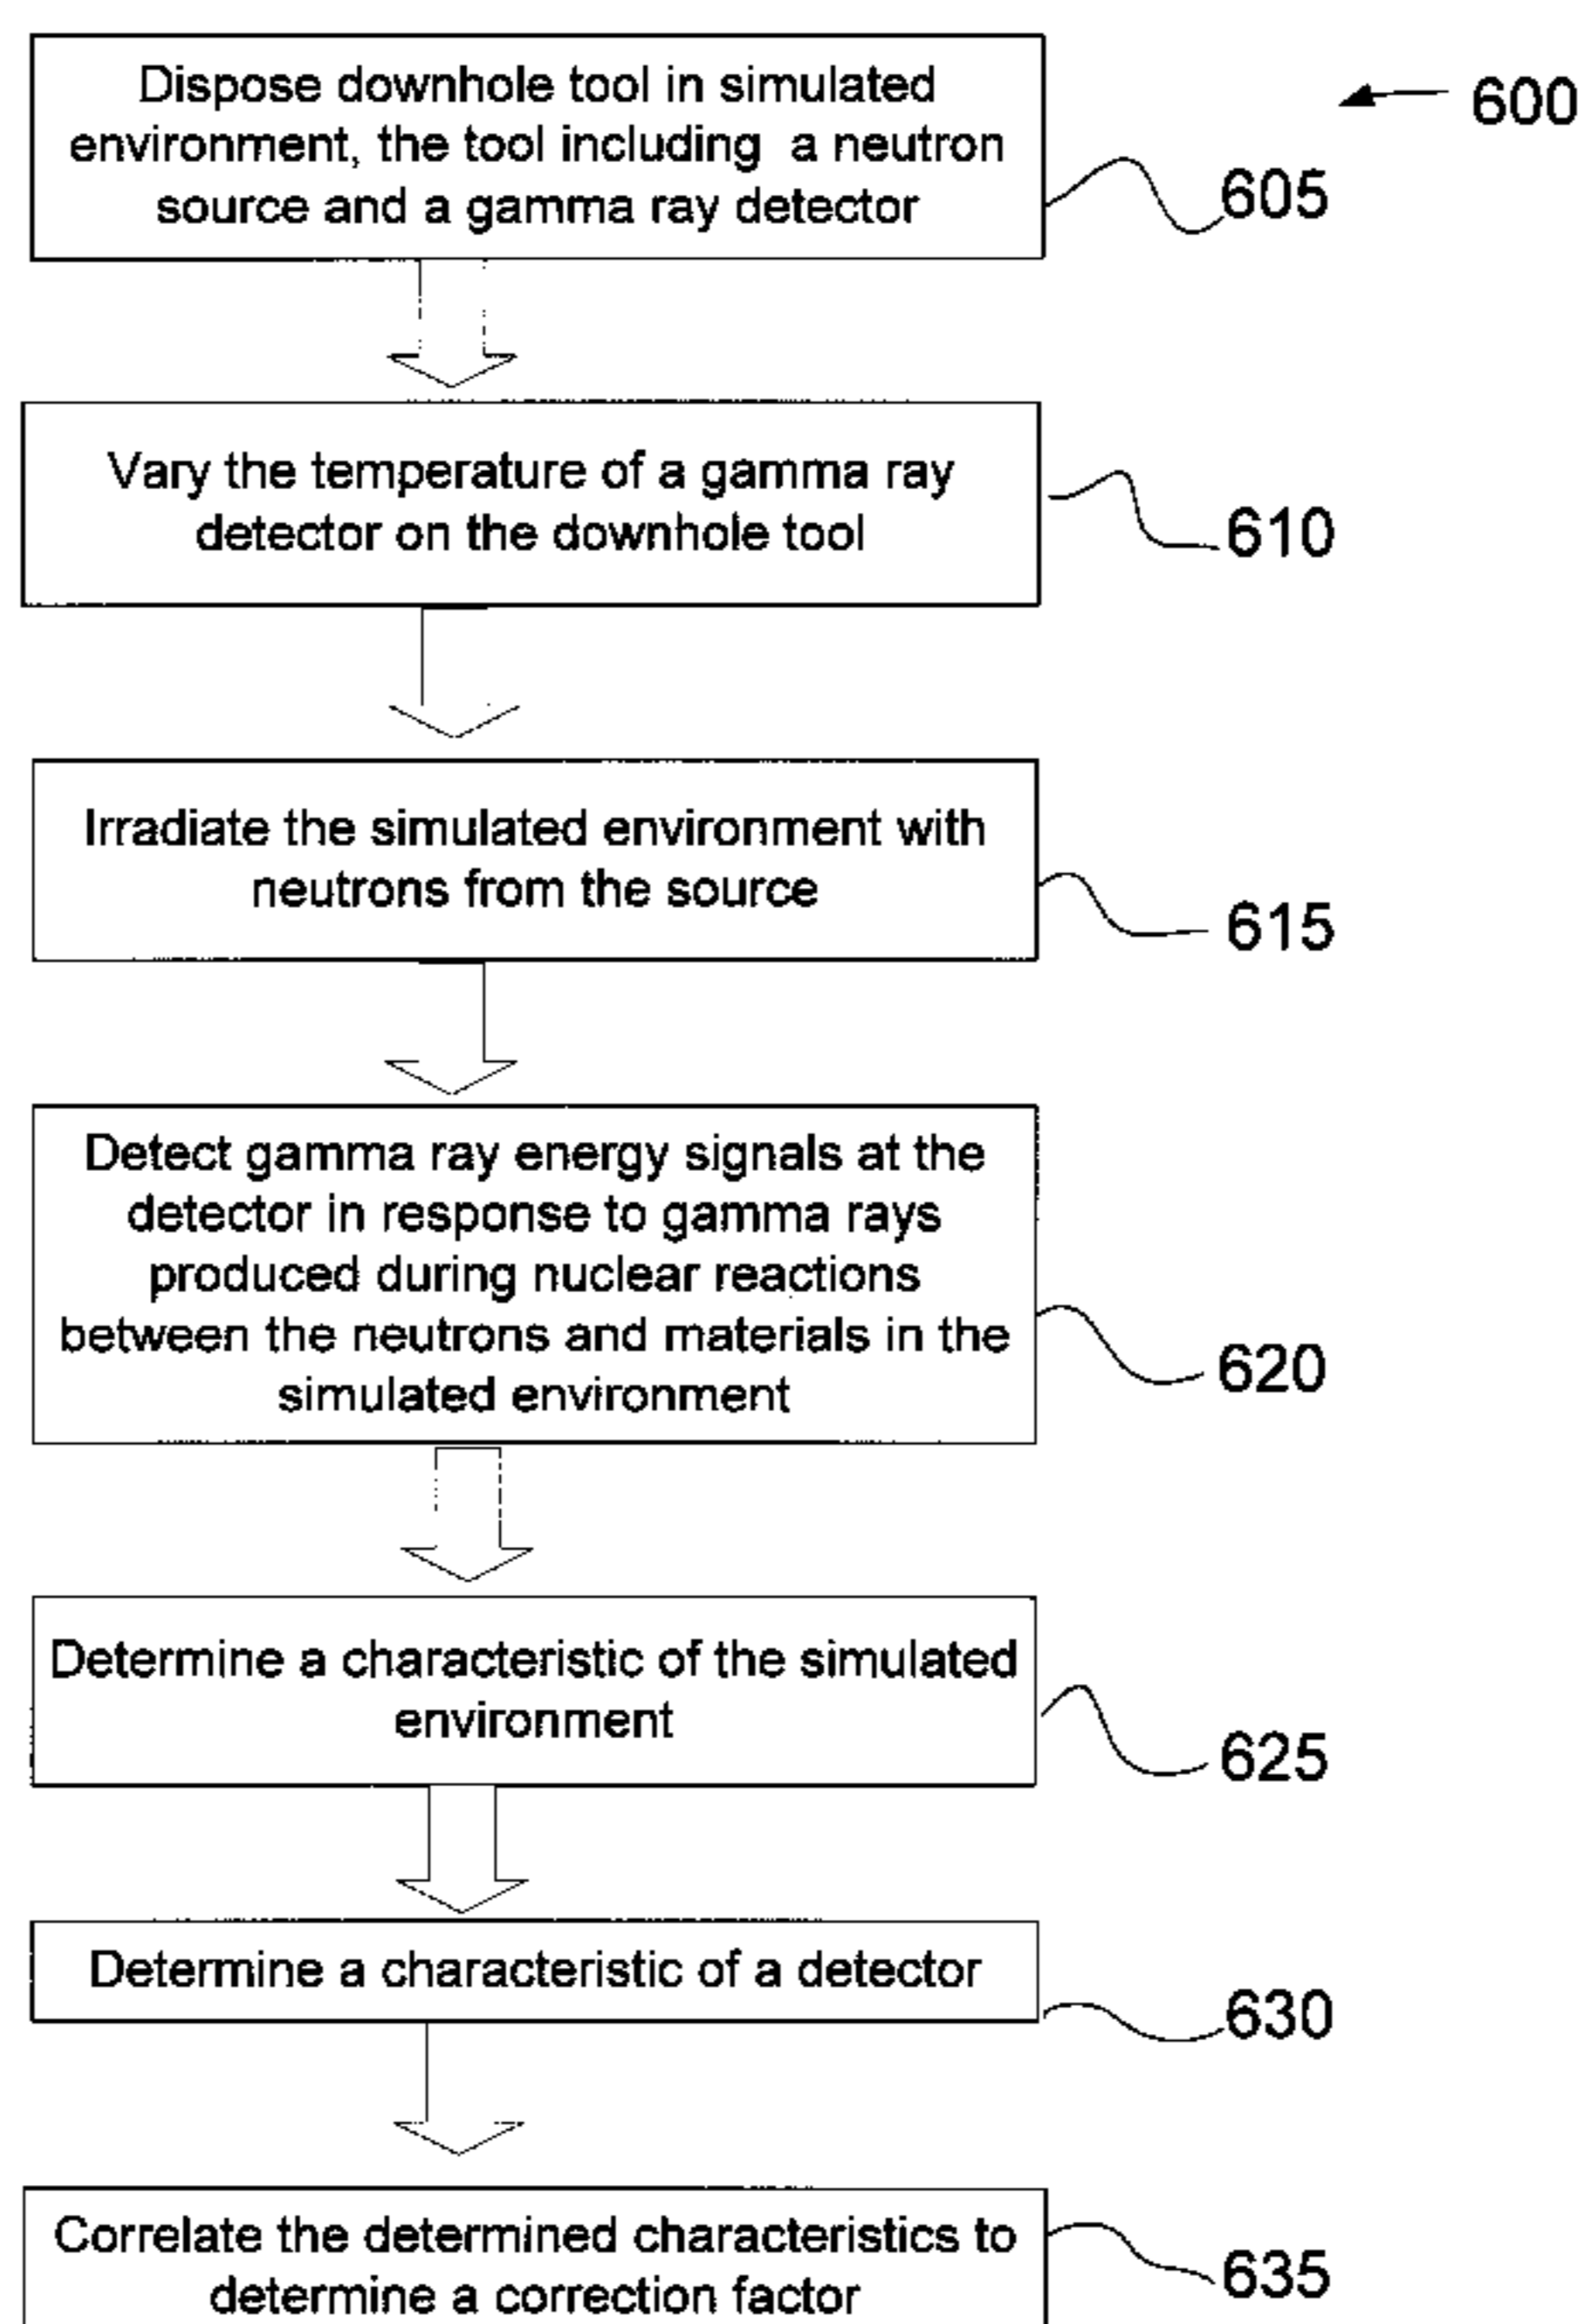 Dispose downhole tool in simulated
environment, the tool including a neutron
source and a gamma ray detector
600
605
Vary the temperature of a gamma ray
detector on the downhole tool
610
Irradiate the simulated environment with
neutrons from the source
615
Detect gamma ray energy signals at the
detector in response to gamma rays
produced during nuclear reactions
between the neutrons and materials in the
simulated environment
620
Determine a characteristic of the simulated
environment
625
Determine a characteristic of a detector
630
Correlate the determined characteristics to
determine a correction factor
635